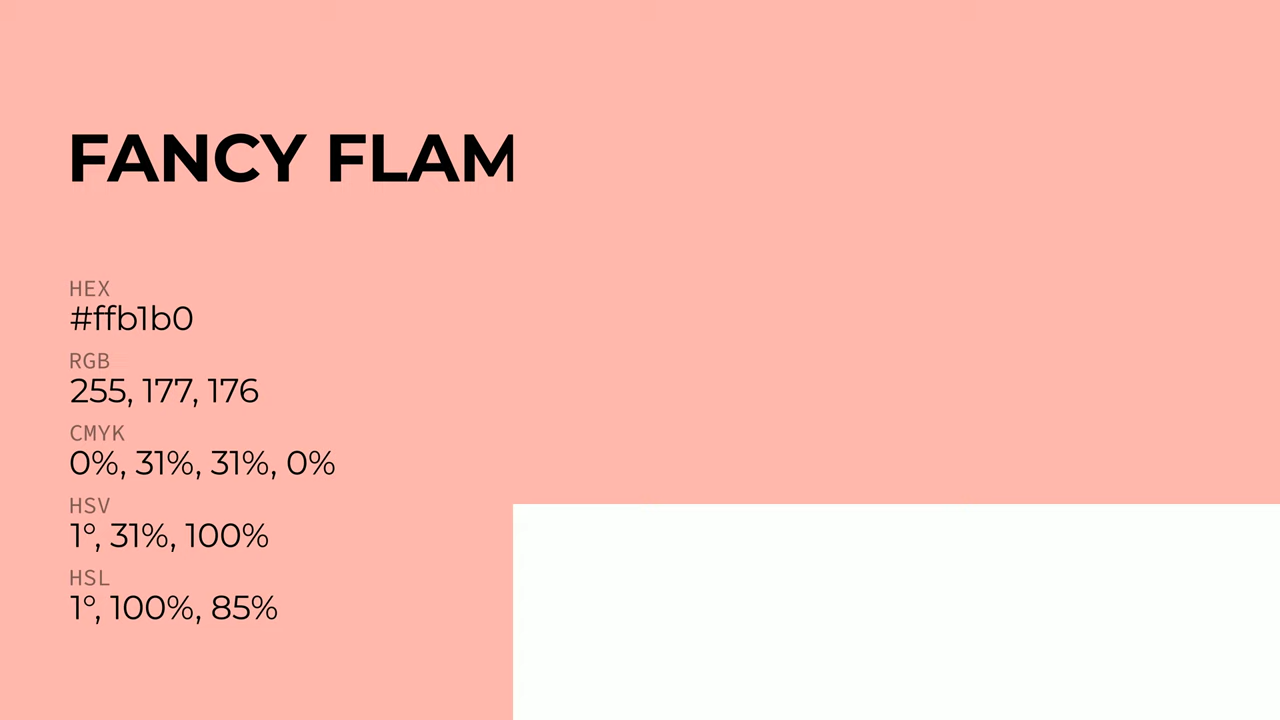 FANCY FLAM
HEX
#ffb1b0
RGB
255, 177, 176
CMYK
0%, 31%, 31%, 0%
HSV
1°, 31%, 100%
HSL
1°, 100%, 85%